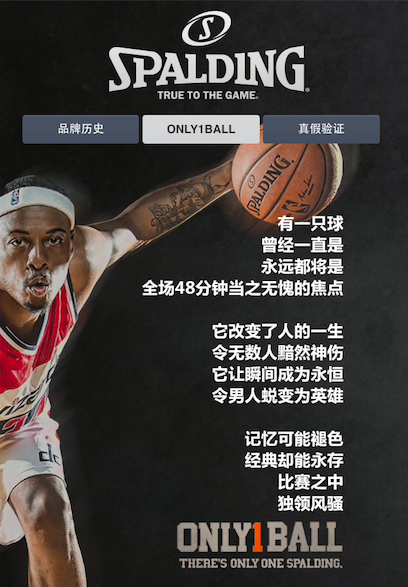 SPALDING
TRUE TO THE GAME.
品牌历史
ONLY1BALL
真假验证
SPALDING
有一只球
曾经一直是
永远都将是
全场48分钟当之无愧的焦点
它改变了人的一生
令无数人黯然神伤
它让瞬间成为永恒
令男人蜕变为英雄
记忆可能褪色
经典却能永存
比赛之中
独领风骚
ONLY1BALL
THERE'S ONLY ONE SPALDING.
dc